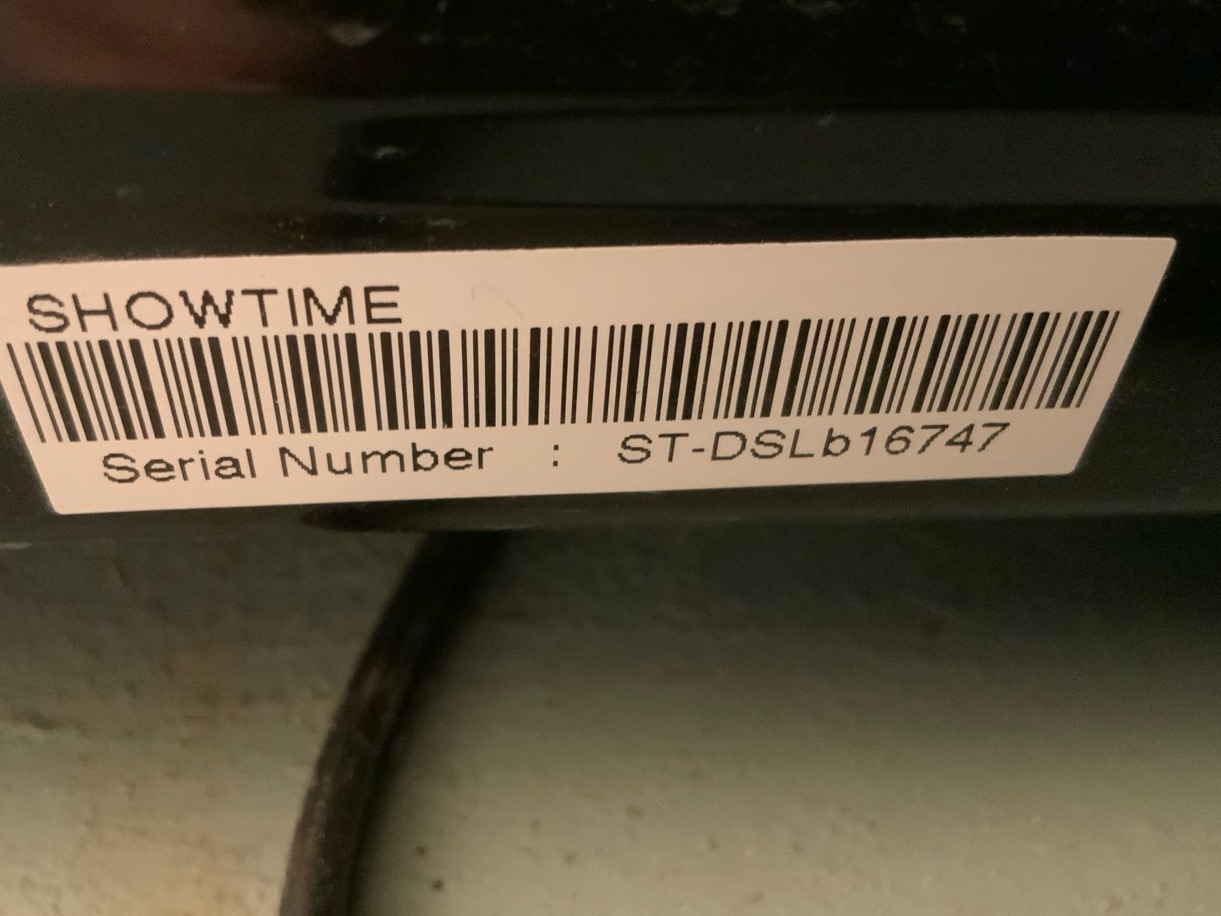 SHOWTIME
Serial Number : ST-DSLb16747